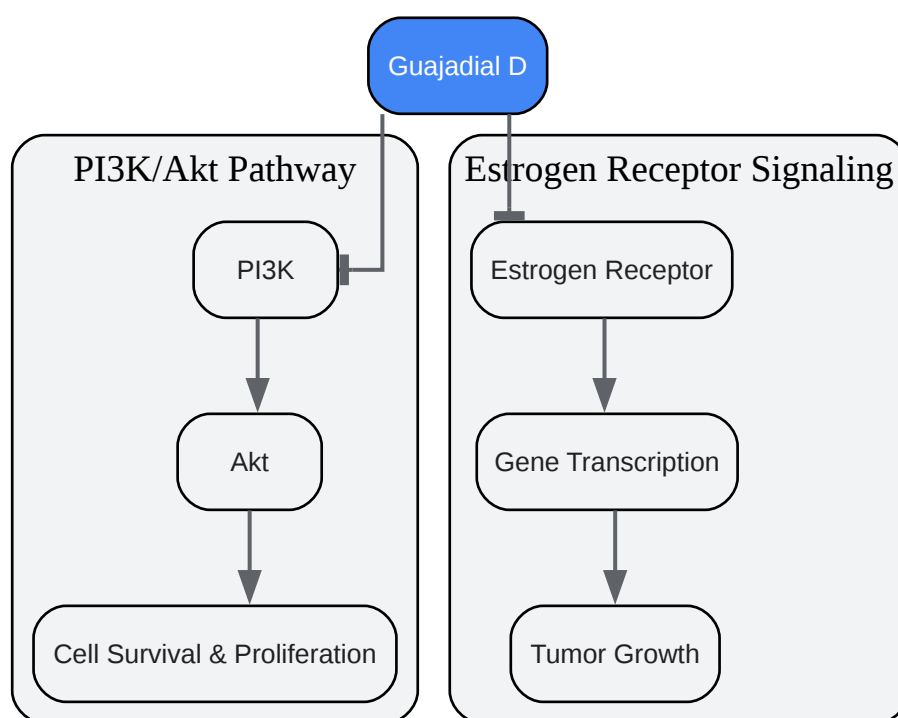 Guajadial D
PI3K/Akt Pathway
PI3K
Akt
Cell Survival & Proliferation
Estrogen Receptor Signaling
Estrogen Receptor
Gene Transcription
Tumor Growth